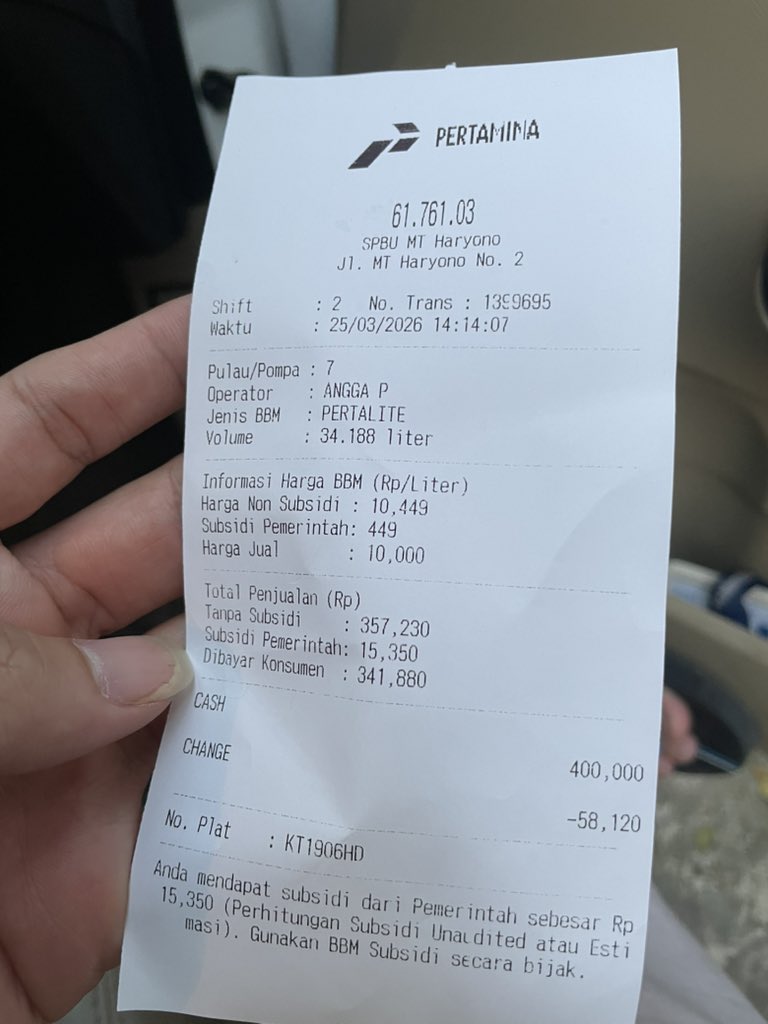 PERTAMINA
61.761.03
SPBU MT Haryono
Jl. MT Haryono No. 2
Shift : 2 No. Trans : 1399695
Waktu : 25/03/2026 14:14:07
Pulau/Pompa : 7
Operator : ANGGA P
Jenis BBM : PERTALITE
Volume : 34.188 liter
Informasi Harga BBM (Rp/Liter)
Harga Non Subsidi : 10,449
Subsidi Pemerintah: 449
Harga Jual : 10,000
Total Penjualan (Rp)
Tanpa Subsidi : 357,230
Subsidi Pemerintah: 15,350
Dibayar Konsumen : 341,880
CASH
400,000
CHANGE
-58,120
No. Plat : KT1906HD
Anda mendapat subsidi dari Pemerintah sebesar Rp
15,350 (Perhitungan Subsidi Unaudited atau Esti
masi). Gunakan BBM Subsidi secara bijak.